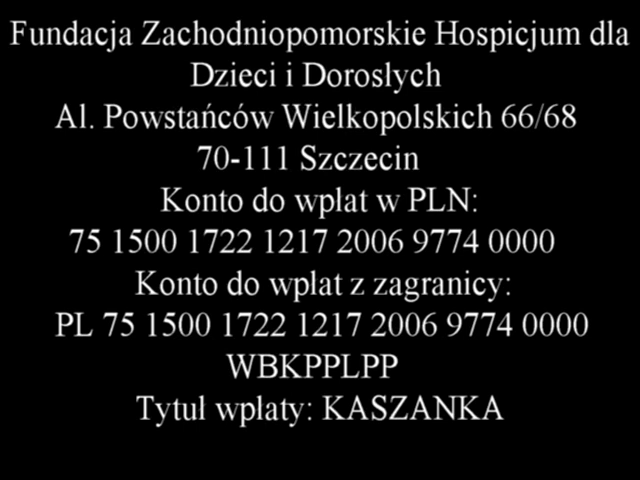 Fundacja Zachodniopomorskie Hospicjum dla
Dzieci i Dorosłych
Al. Powstańców Wielkopolskich 66/68
70-111 Szczecin
Konto do wpłat w PLN:
75 1500 1722 1217 2006 9774 0000
Konto do wpłat z zagranicy:
PL 75 1500 1722 1217 2006 9774 0000
WBKPPLPP
Tytuł wpłaty: KASZANKA